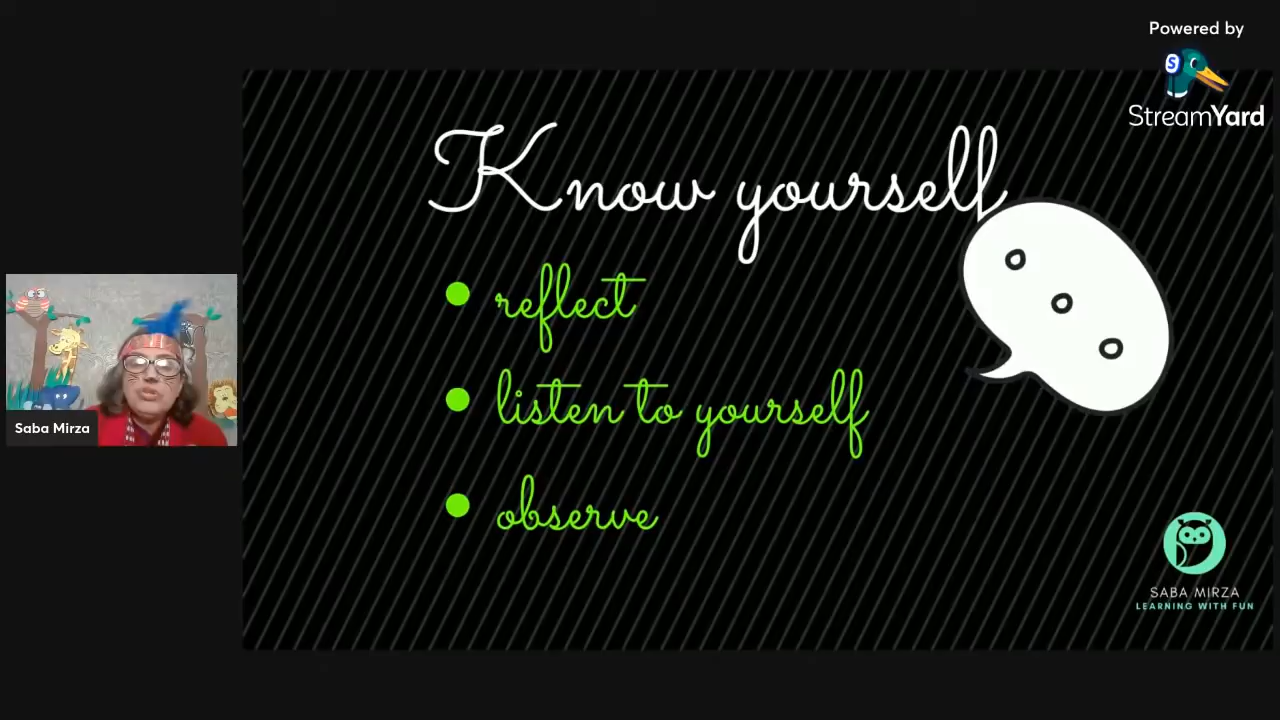 Powered by
StreamYard
Know yourself
reflect
listen to yourself
observe
Saba Mirza
SABA MIRZA
LEARNING WITH FUN